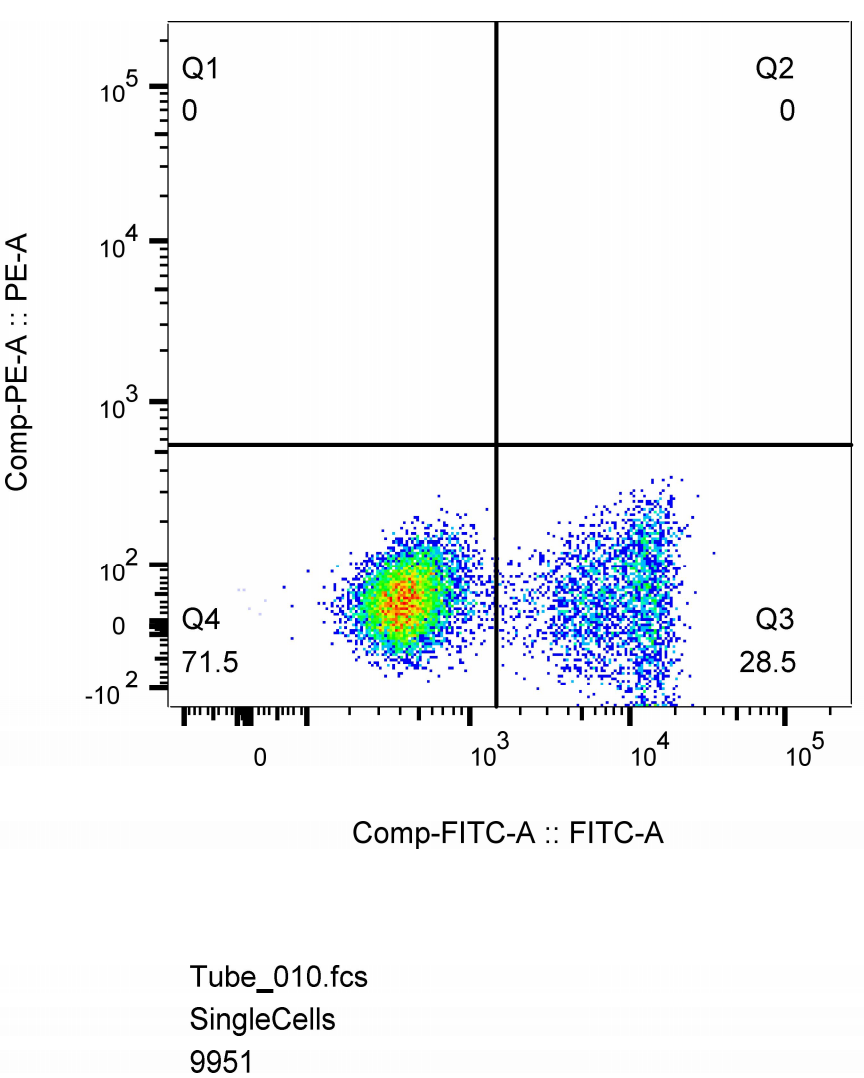 Q1
0
Q2
0
10^5
10^4
10^3
10^2
0
-10^2
Comp-PE-A :: PE-A
Q4
71.5
Q3
28.5
0
10^3
10^4
10^5
Comp-FITC-A :: FITC-A
Tube_010.fcs
SingleCells
9951